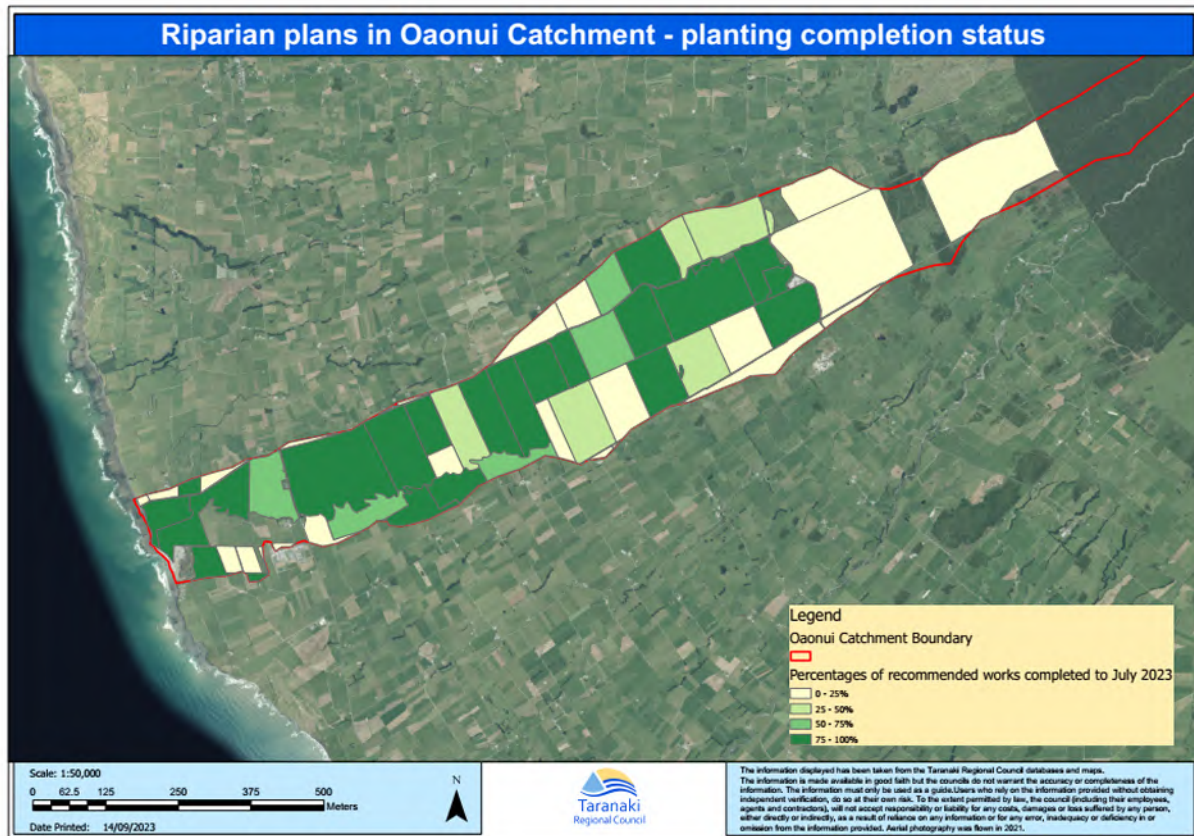 Riparian plans in Oaonui Catchment - planting completion status
Legend
Oaonui Catchment Boundary
Percentages of recommended works completed to July 2023
0 - 25%
25 - 50%
50 - 75%
75 - 100%
Scale: 1:50,000
0 62.5 125 250 375 500
Meters
Date Printed: 14/09/2023
N
Taranaki
Regional Council
The information displayed has been taken from the Taranaki Regional Council databases and maps.
The information is made available in good faith but the councils do not warrant the accuracy or completeness of the
information. The information must only be used as a guide.Users who rely on the information provided without obtaining
independent verification, do so at their own risk. To the extent permitted by law, the council (including their employees,
agents and contractors), will not accept responsibility or liability for any costs, damages or loss suffered by any person,
either directly or indirectly, as a result of reliance on any information or for any error, inadequacy or deficiency in or
omission from the information provided. Aerial photography was flown in 2021.